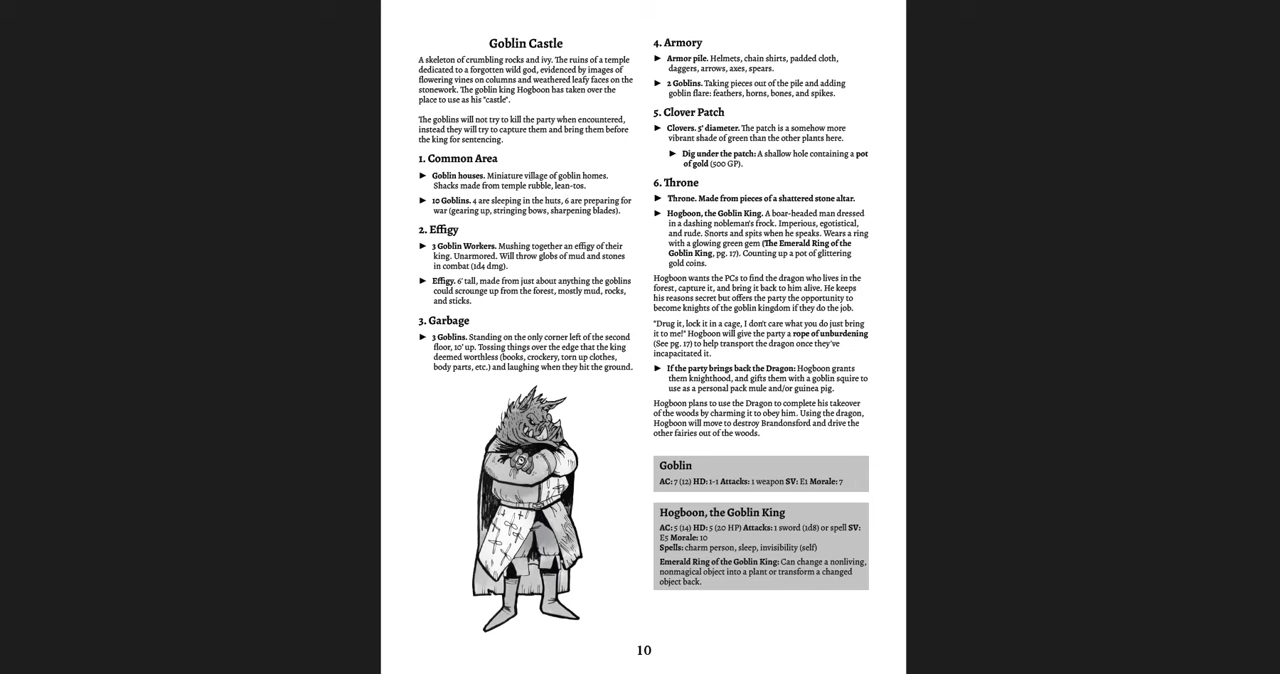 Goblin Castle
A skeleton of crumbling rocks and ivy. The ruins of a temple
dedicated to a forgotten wild god, evidenced by images of
flowering vines on columns and weathered leafy faces on the
stonework. The goblin king Hogboon has taken over the
place to use as his "castle".
The goblins will not try to kill the party when encountered,
instead they will try to capture them and bring them before
the king for sentencing.
1. Common Area
► Goblin houses. Miniature village of goblin homes.
Shacks made from temple rubble, lean-tos.
► 10 Goblins. 4 are sleeping in the huts, 6 are preparing for
war (gearing up, stringing bows, sharpening blades).
2. Effigy
► 3 Goblin Workers. Mushing together an effigy of their
king. Unarmored. Will throw globs of mud and stones
in combat (1d4 dmg).
► Effigy. 6' tall, made from just about anything the goblins
could scrounge up from the forest, mostly mud, rocks,
and sticks.
3. Garbage
► 3 Goblins. Standing on the only corner left of the second
floor, 10' up. Tossing things over the edge that the king
deemed worthless (books, crockery, torn up clothes,
body parts, etc.) and laughing when they hit the ground.
4. Armory
► Armor pile. Helmets, chain shirts, padded cloth,
daggers, arrows, axes, spears.
► 2 Goblins. Taking pieces out of the pile and adding
goblin flare: feathers, horns, bones, and spikes.
5. Clover Patch
► Clovers. 5' diameter. The patch is a somehow more
vibrant shade of green than the other plants here.
► Dig under the patch: A shallow hole containing a pot
of gold (500 GP).
6. Throne
► Throne. Made from pieces of a shattered stone altar.
► Hogboon, the Goblin King. A boar-headed man dressed
in a dashing nobleman's frock. Imperious, egotistical,
and rude. Snorts and spits when he speaks. Wears a ring
with a glowing green gem (The Emerald Ring of the
Goblin King, pg. 17). Counting up a pot of glittering
gold coins.
Hogboon wants the PCs to find the dragon who lives in the
forest, capture it, and bring it back to him alive. He keeps
his reasons secret but offers the party the opportunity to
become knights of the goblin kingdom if they do the job.
"Drug it, lock it in a cage, I don't care what you do just bring
it to me!" Hogboon will give the party a rope of unburdening
(See pg. 17) to help transport the dragon once they've
incapacitated it.
► If the party brings back the Dragon: Hogboon grants
them knighthood, and gifts them with a goblin squire to
use as a personal pack mule and/or guinea pig.
Hogboon plans to use the Dragon to complete his takeover
of the woods by charming it to obey him. Using the dragon,
Hogboon will move to destroy Brandonsford and drive the
other fairies out of the woods.
Goblin
AC: 7 (12) HD: 1-1 Attacks: 1 weapon SV: E1 Morale: 7
Hogboon, the Goblin King
AC: 5 (14) HD: 5 (20 HP) Attacks: 1 sword (1d8) or spell SV:
E5 Morale: 10
Spells: charm person, sleep, invisibility (self)
Emerald Ring of the Goblin King: Can change a nonliving,
nonmagical object into a plant or transform a changed
object back.
10